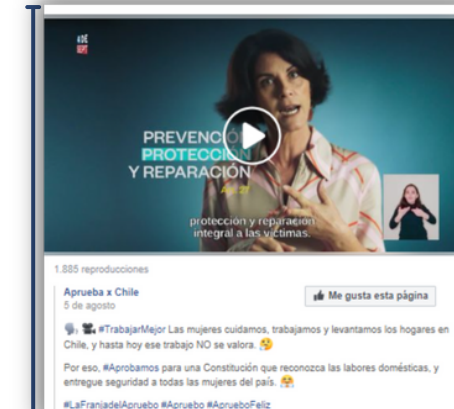 PREVENCIÓN
PROTECCIÓN
Y REPARACIÓN
protección y reparación
integral a las víctimas.
1.885 reproducciones
Aprueba x Chile
5 de agosto
Me gusta esta página
#TrabajarMejor Las mujeres cuidamos, trabajamos y levantamos los hogares en
Chile, y hasta hoy ese trabajo NO se valora.
Por eso, #Aprobamos para una Constitución que reconozca las labores domésticas, y
entregue seguridad a todas las mujeres del país.
#LaFranjadelApruebo #Apruebo #AprueboFeliz